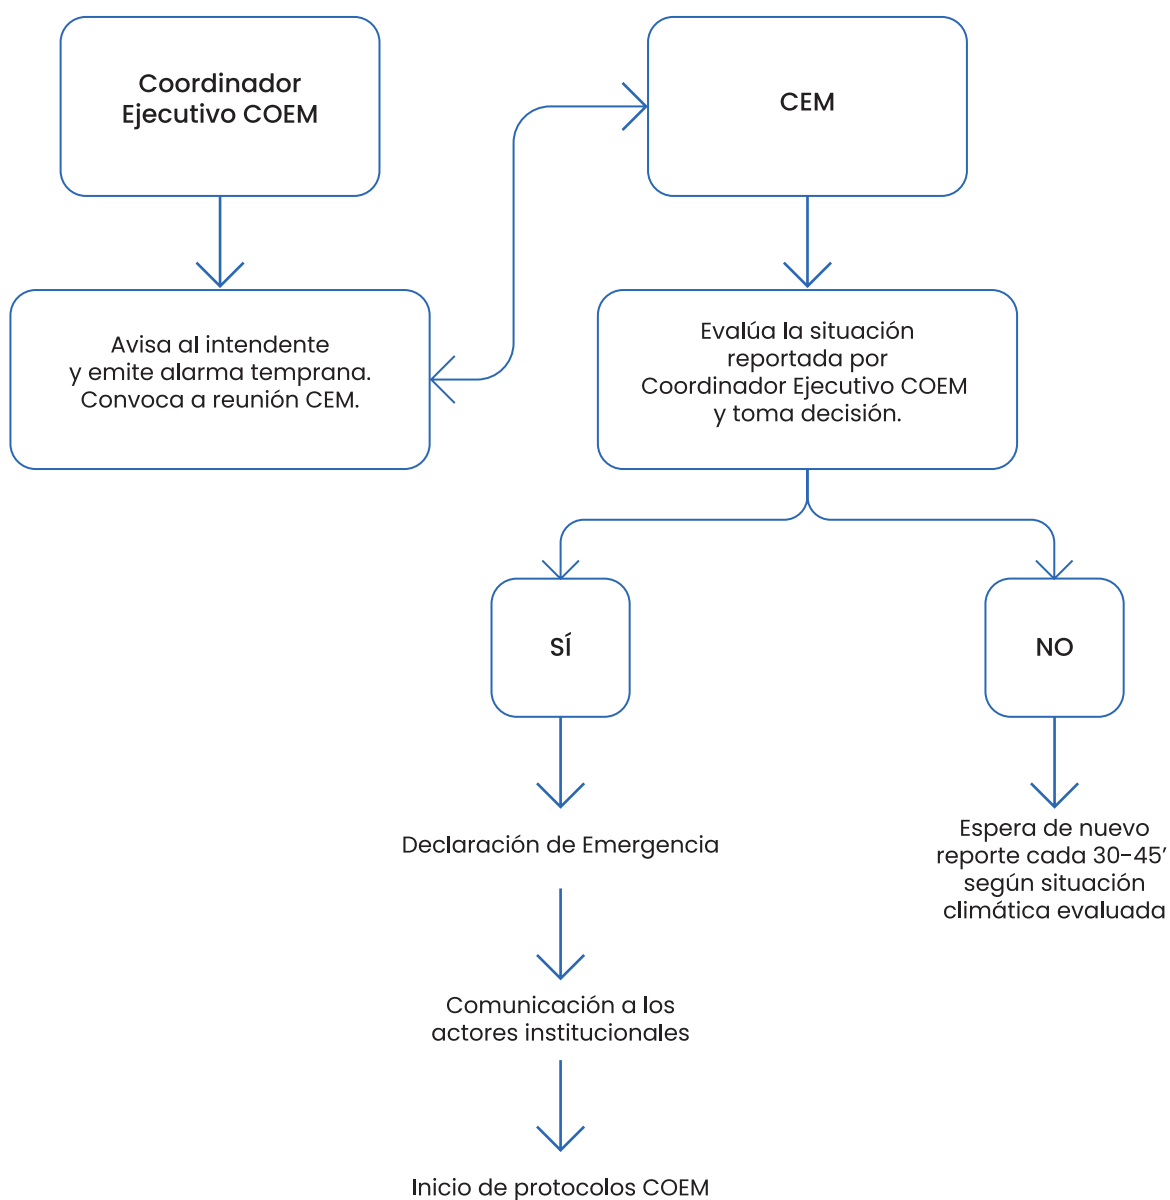 Coordinador
Ejecutivo COEM
CEM
Avisa al intendente
y emite alarma temprana.
Convoca a reunión CEM.
Evalúa la situación
reportada por
Coordinador Ejecutivo COEM
y toma decisión.
SÍ
NO
Declaración de Emergencia
Espera de nuevo
reporte cada 30-45’
según situación
climática evaluada
Comunicación a los
actores institucionales
Inicio de protocolos COEM